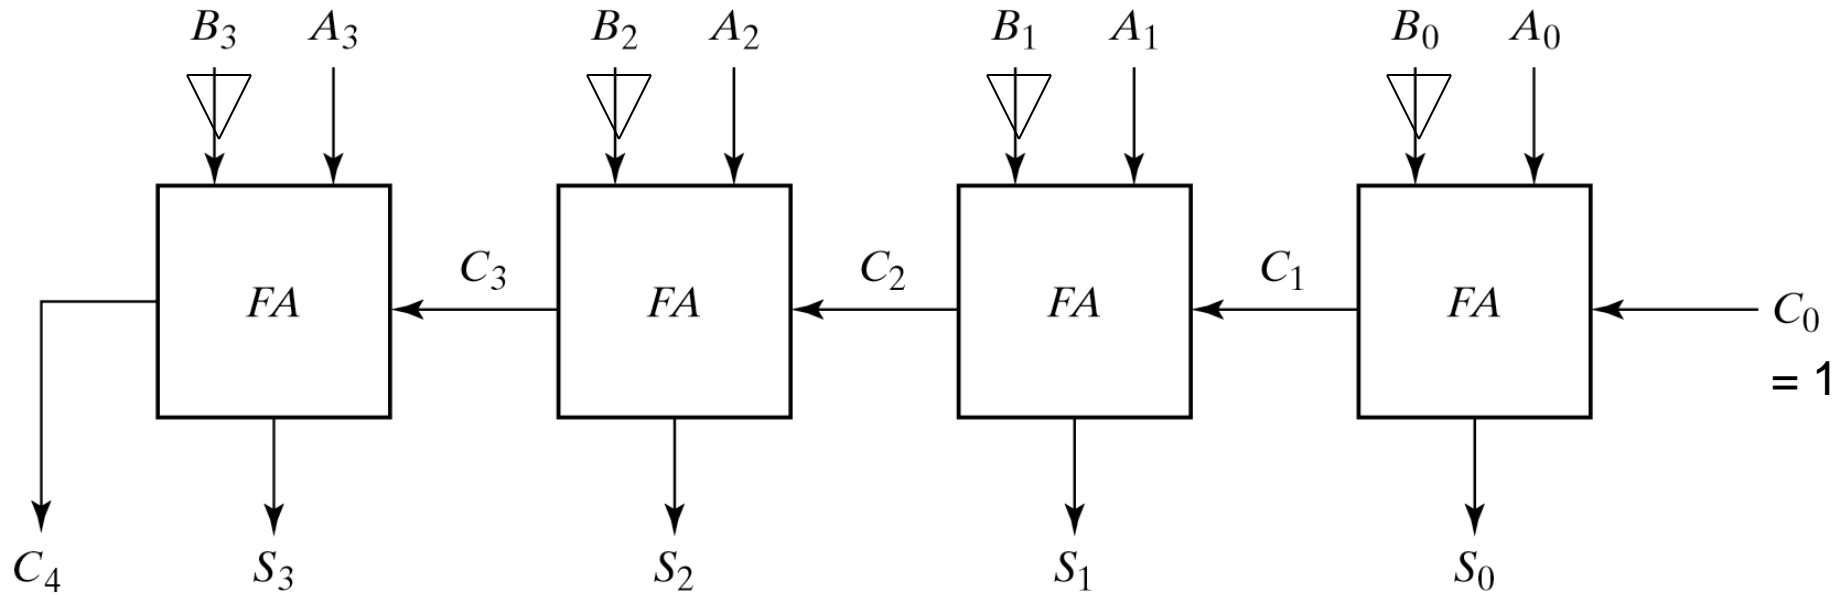 B3 A3 B2 A2 B1 A1 B0 A0
C3 C2 C1
FA FA FA FA C0
= 1
C4 S3 S2 S1 S0